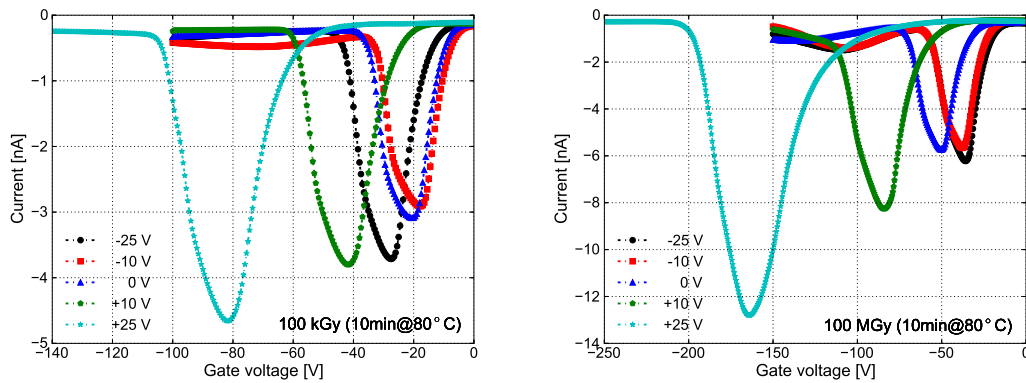 0
−1
−2
−3
−4
−5
Current [nA]
-25 V
-10 V
0 V
+10 V
+25 V
100 kGy (10min@80°C)
−140 −120 −100 −80 −60 −40 −20 0
Gate voltage [V]
0
−2
−4
−6
−8
−10
−12
−14
Current [nA]
-25 V
-10 V
0 V
+10 V
+25 V
100 MGy (10min@80°C)
−250 −200 −150 −100 −50 0
Gate voltage [V]